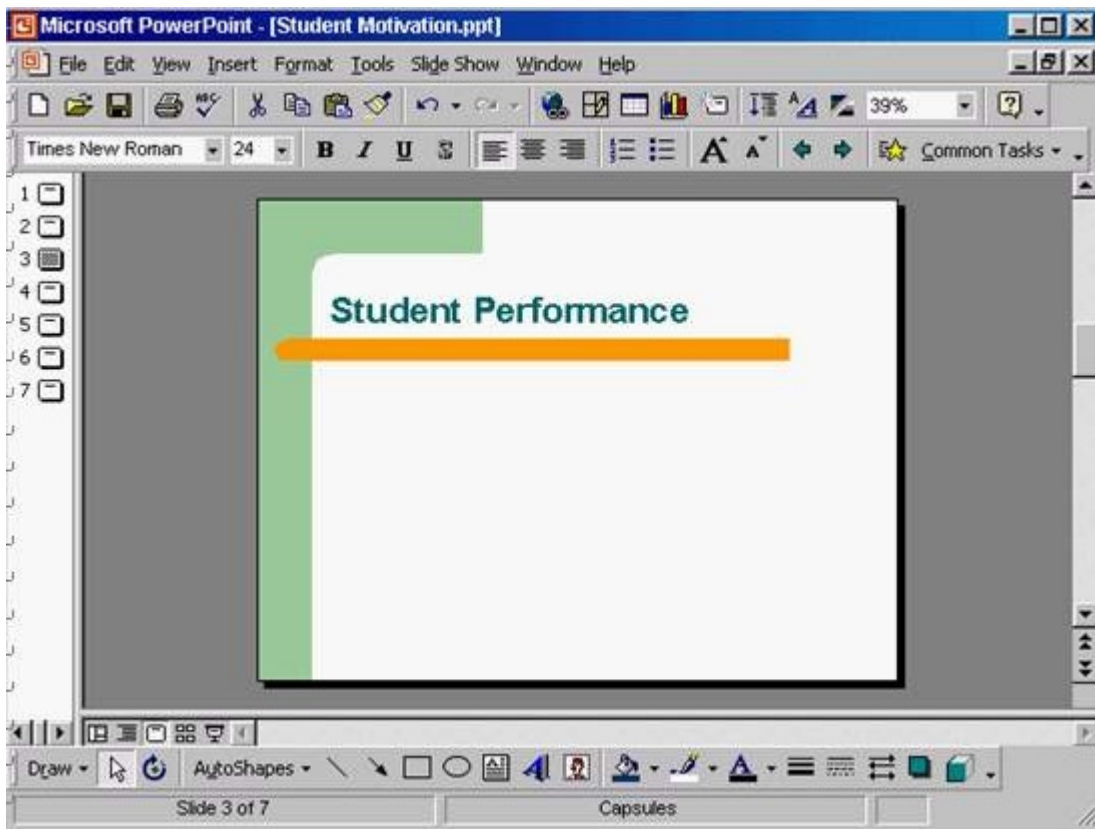 Microsoft PowerPoint - [Student Motivation.ppt]
File Edit View Insert Format Tools Slide Show Window Help
39%
Times New Roman 24 B I U S Common Tasks
1
2
3
4
5
6
7
Student Performance
Draw AutoShapes
Slide 3 of 7 Capsules